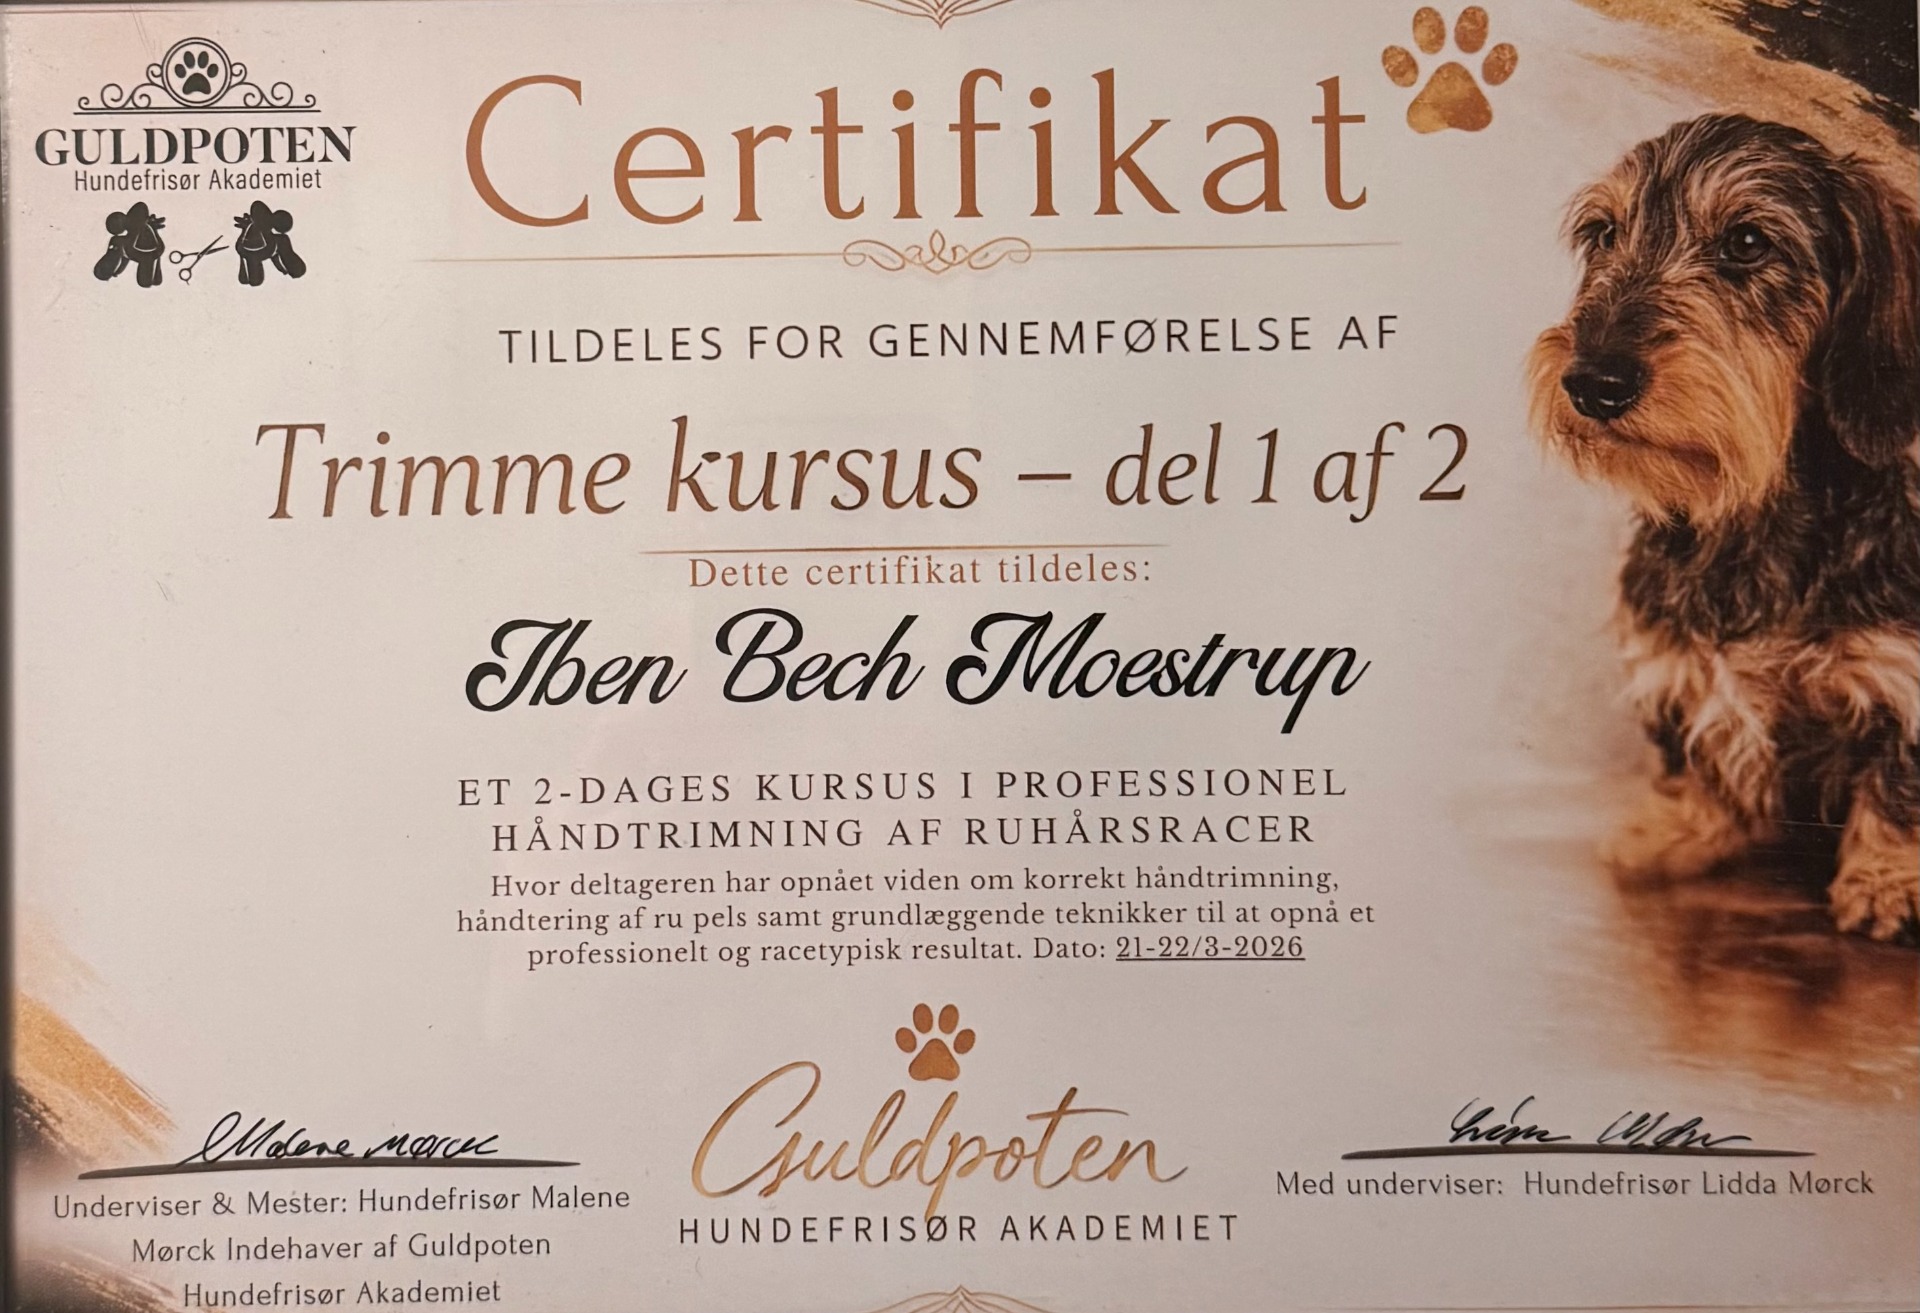 GULDPOTEN
Hundefrisør Akademiet
Certifikat
TILDELES FOR GENNEMFØRELSE AF
Trimme kursus – del 1 af 2
Dette certifikat tildeles:
Iben Bech Moestrup
ET 2-DAGES KURSUS I PROFESSIONEL
HÅNDTRIMNING AF RUHÅRSRACER
Hvor deltageren har opnået viden om korrekt håndtrimning,
håndtering af ru pels samt grundlæggende teknikker til at opnå et
professionelt og racetypisk resultat. Dato: 21-22/3-2026
Malene Mørck
Underviser & Mester: Hundefrisør Malene
Mørck Indehaver af Guldpoten
Hundefrisør Akademiet
Guldpoten
HUNDEFRISØR AKADEMIET
Med underviser: Hundefrisør Lidda Mørck